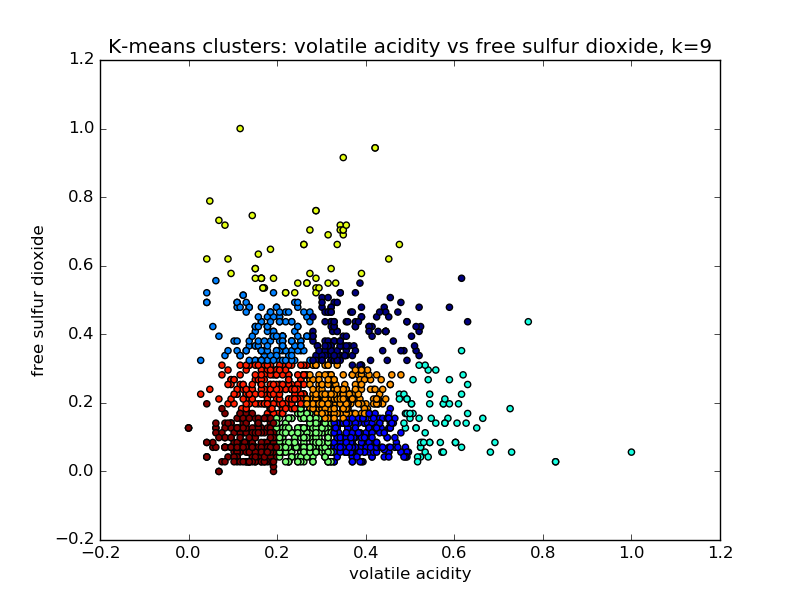 K-means clusters: volatile acidity vs free sulfur dioxide, k=9
1.2
1.0
0.8
0.6
0.4
0.2
0.0
−0.2
free sulfur dioxide
−0.2 0.0 0.2 0.4 0.6 0.8 1.0 1.2
volatile acidity